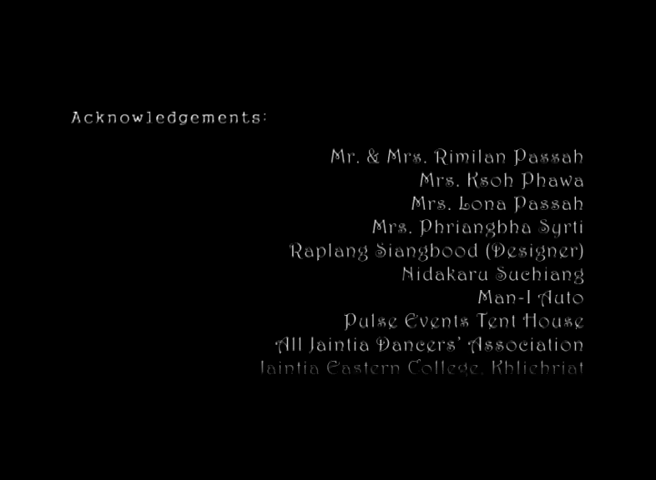 Acknowledgements:
Mr. & Mrs. Rimilan Passah
Mrs. Ksoh Phawa
Mrs. Lona Passah
Mrs. Phriangbha Syrti
Raplang Siangbood (Designer)
Nidakaru Suchiang
Man-I Auto
Pulse Events Tent House
All Jaintia Dancers' Association
Jaintia Eastern College, Khliehriat